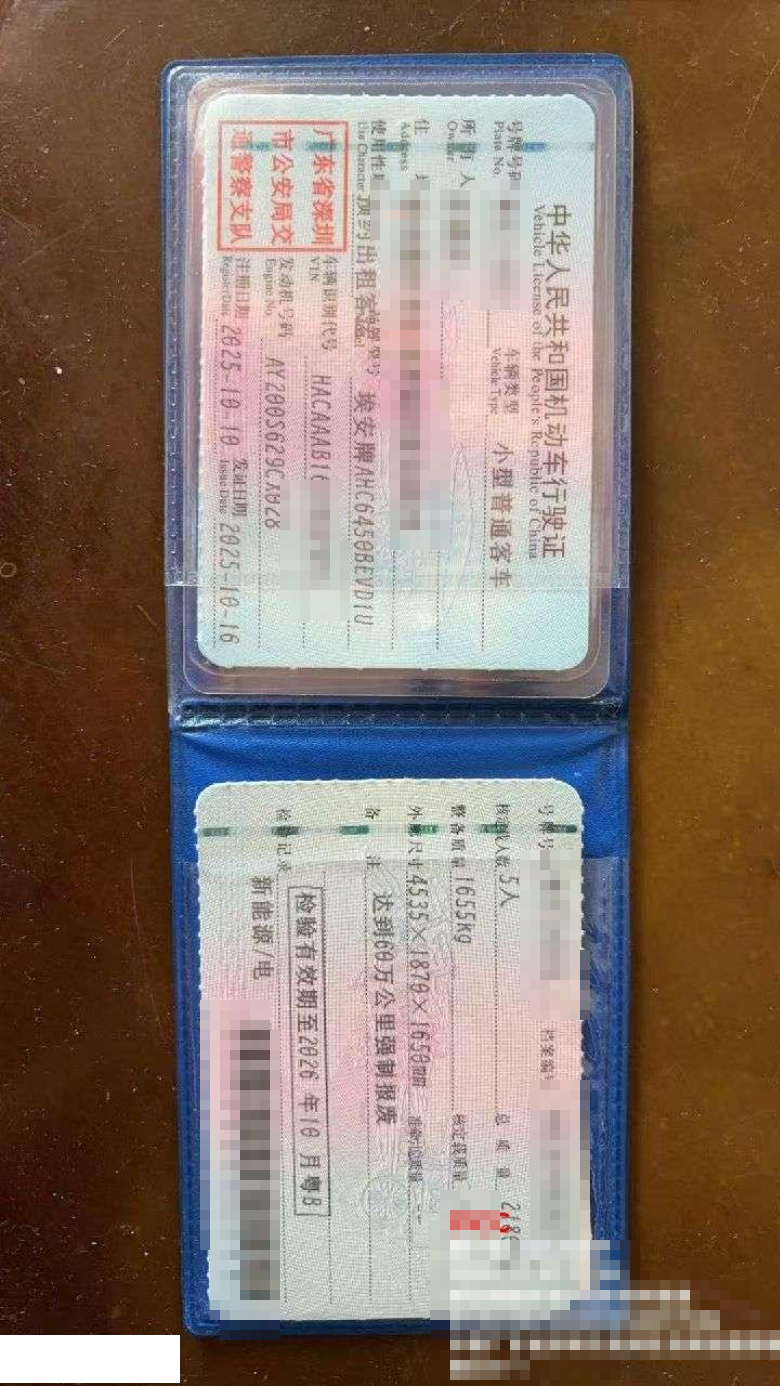 中华人民共和国机动车行驶证
Vehicle License of the People's Republic of China
号牌号码
Plate No.
车辆类型 小型普通客车
Vehicle Type
所有人
Owner
住
Address
使用性质 预约出租客运
Use Character
品牌型号 埃安牌AHC6450BEVD1U
Model
广东省深圳
市公安局交
通警察支队
车辆识别代号 HACAAAB1
VIN
发动机号码 AY200S629CX028
Engine No.
注册日期 2025-10-10 发证日期 2025-10-16
Register Date Issue Date
号牌号 档案编
核定载人数 5人 总质量
整备质量 1655kg 核定载质量
外廓尺寸 4535×1870×1650mm 准牵引总质量 --
备注 达到60万公里强制报废
检验有效期至2026年10月粤B
检验记录
新能源/电